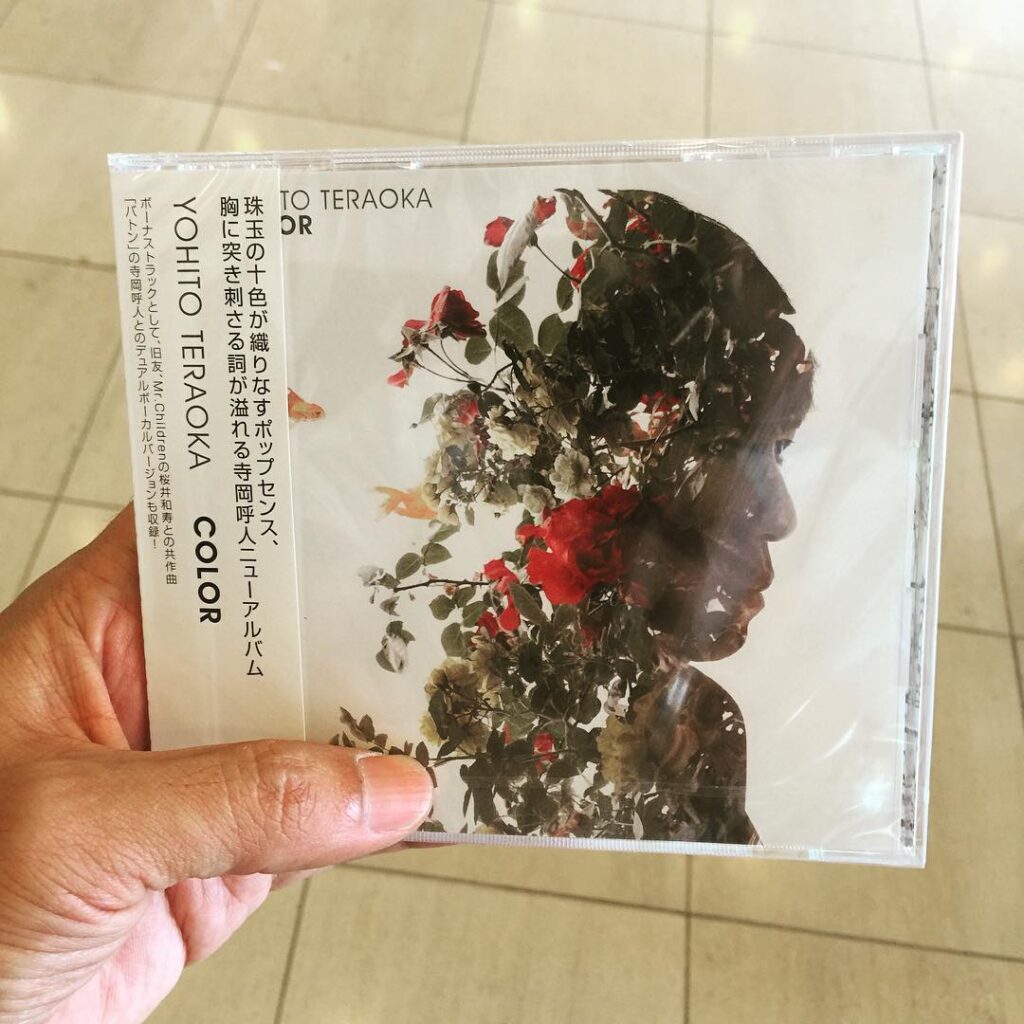 TO TERAOKA
OR
珠玉の十色が織りなすポップセンス、
胸に突き刺さる詞が溢れる寺岡呼人ニューアルバム
YOHITO TERAOKA COLOR
ボーナストラックとして、旧友、Mr.Childrenの桜井和寿との共作曲
「バトン」の寺岡呼人とのデュアルボーカルバージョンも収録！